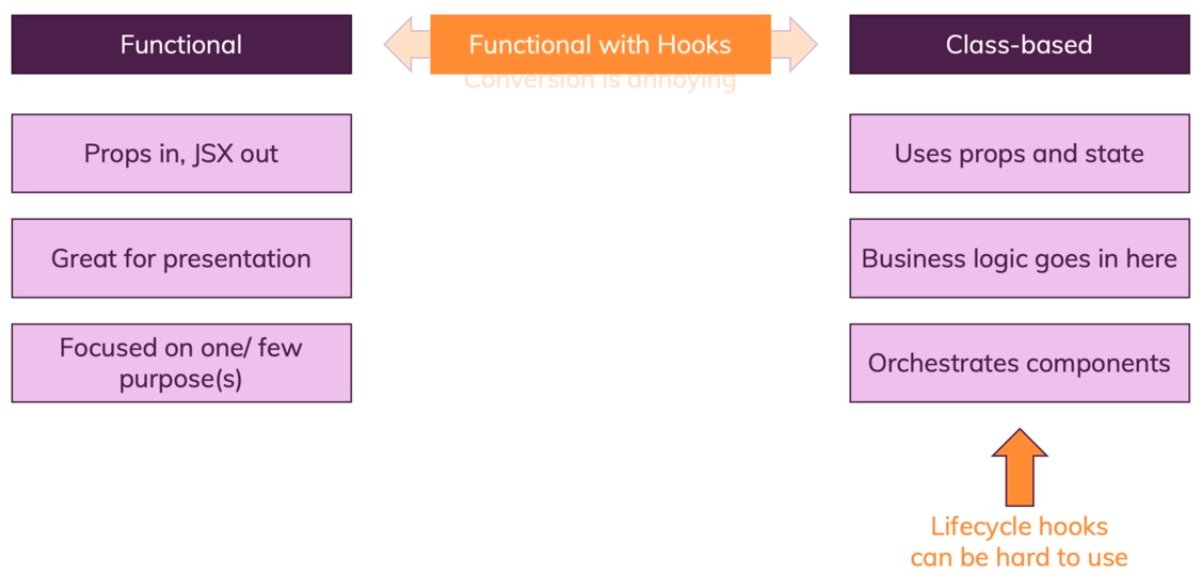 Functional
Functional with Hooks
Class-based
Conversion is annoying
Props in, JSX out
Uses props and state
Great for presentation
Business logic goes in here
Focused on one/ few
purpose(s)
Orchestrates components
Lifecycle hooks
can be hard to use